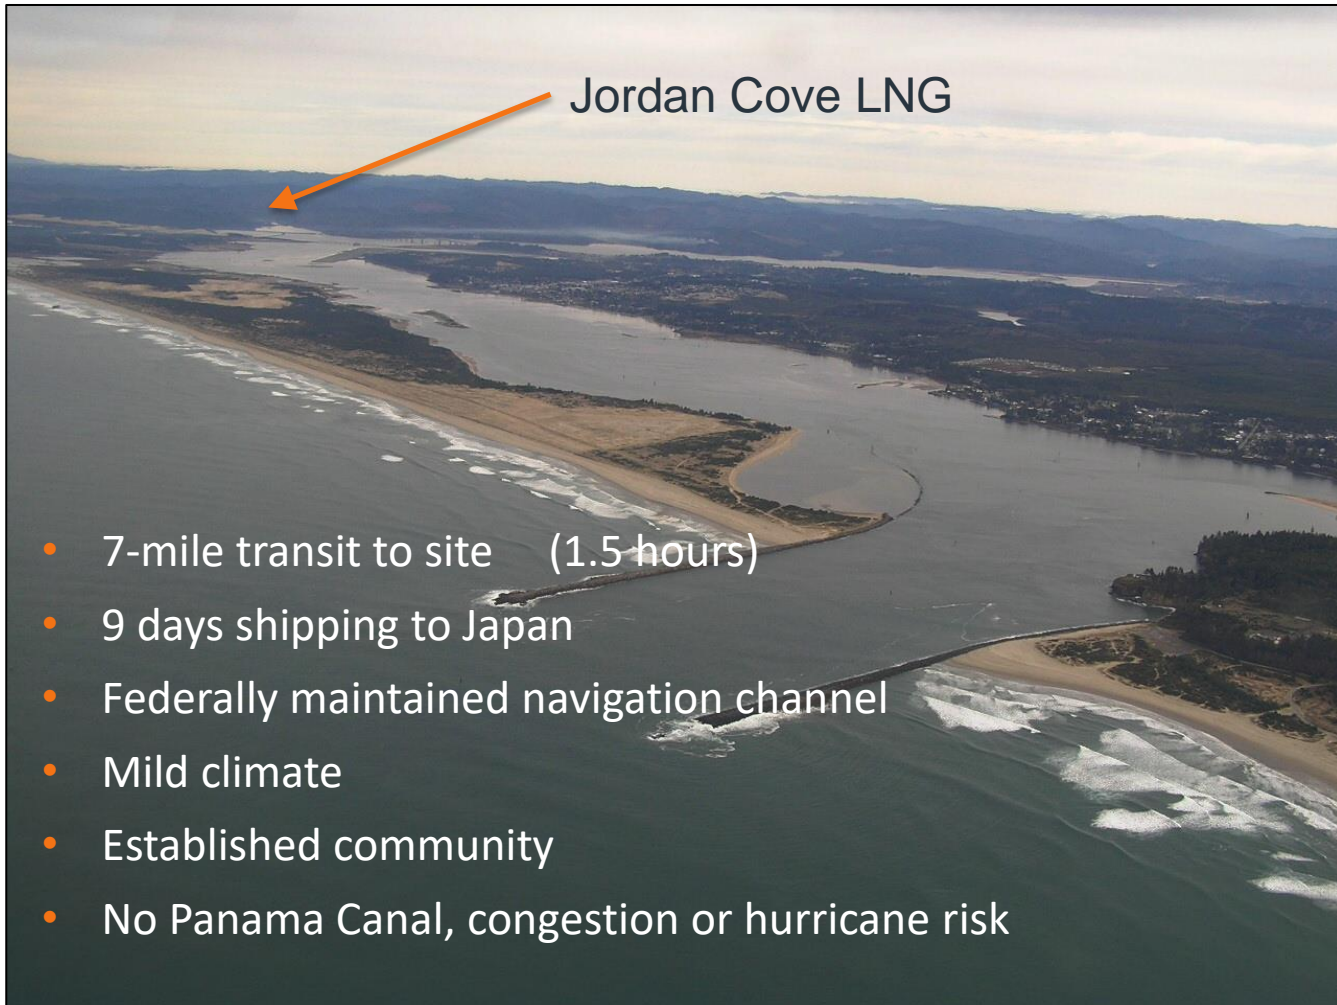 Jordan Cove LNG
• 7-mile transit to site (1.5 hours)
• 9 days shipping to Japan
• Federally maintained navigation channel
• Mild climate
• Established community
• No Panama Canal, congestion or hurricane risk